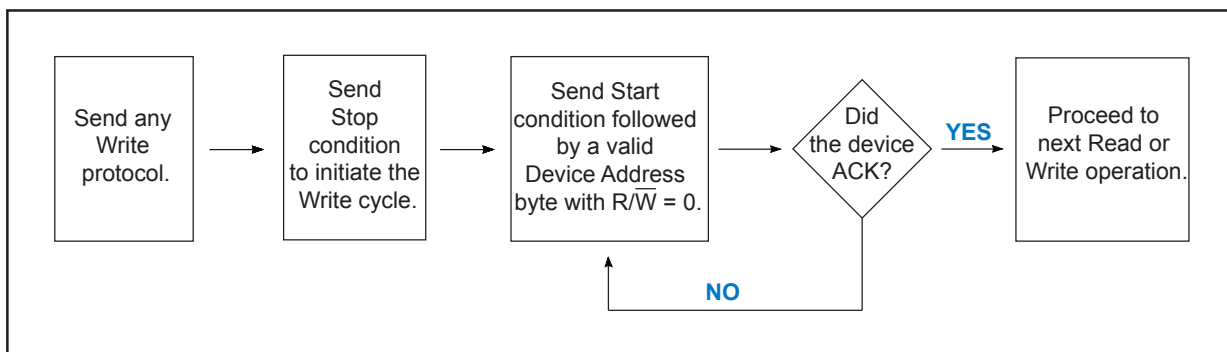 Send any
Write
protocol.
Send
Stop
condition
to initiate the
Write cycle.
Send Start
condition followed
by a valid
Device Address
byte with R/W̅ = 0.
Did
the device
ACK?
YES
Proceed to
next Read or
Write operation.
NO